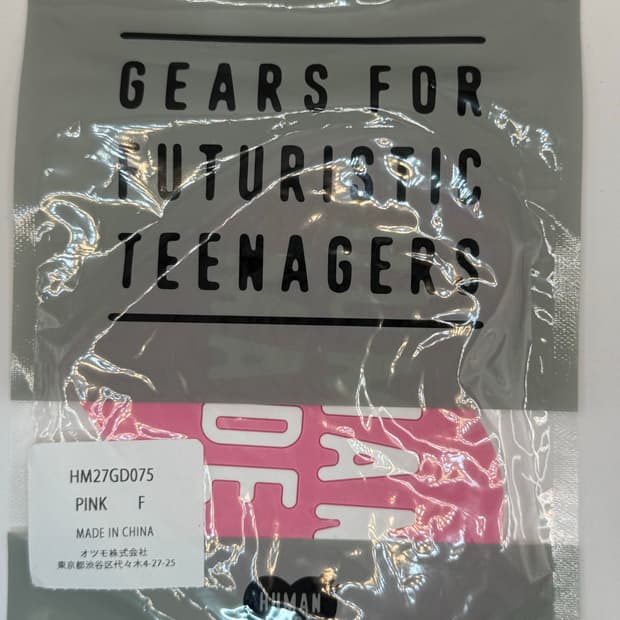 GEARS FOR
FUTURISTIC
TEENAGERS
HM27GD075
PINK F
MADE IN CHINA
オツモ株式会社
東京都渋谷区代々木4-27-25
HUMAN